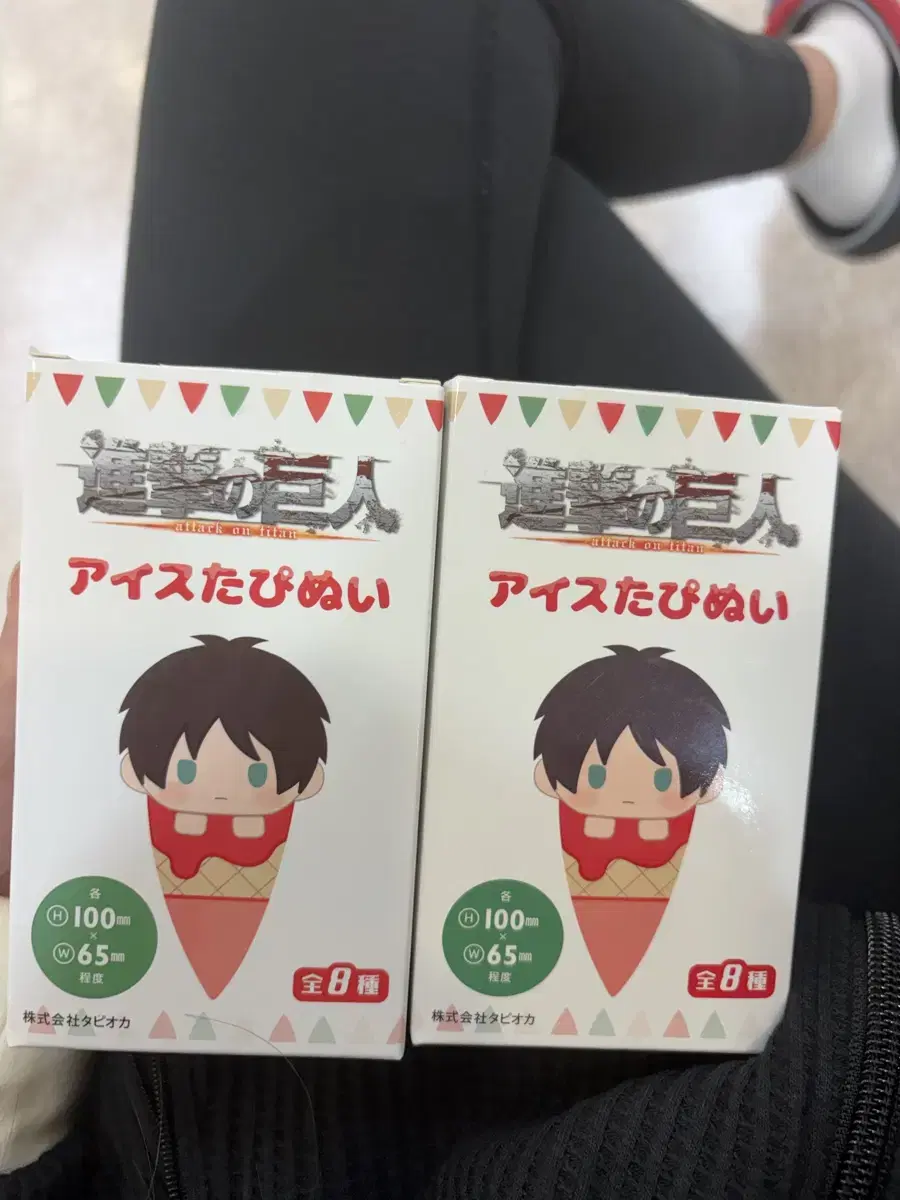 進撃の巨人
attack on titan
アイスたぴぬい
各
H 100mm
×
W 65mm
程度
全8種
株式会社タピオカ
進撃の巨人
attack on titan
アイスたぴぬい
各
H 100mm
×
W 65mm
程度
全8種
株式会社タピオカ